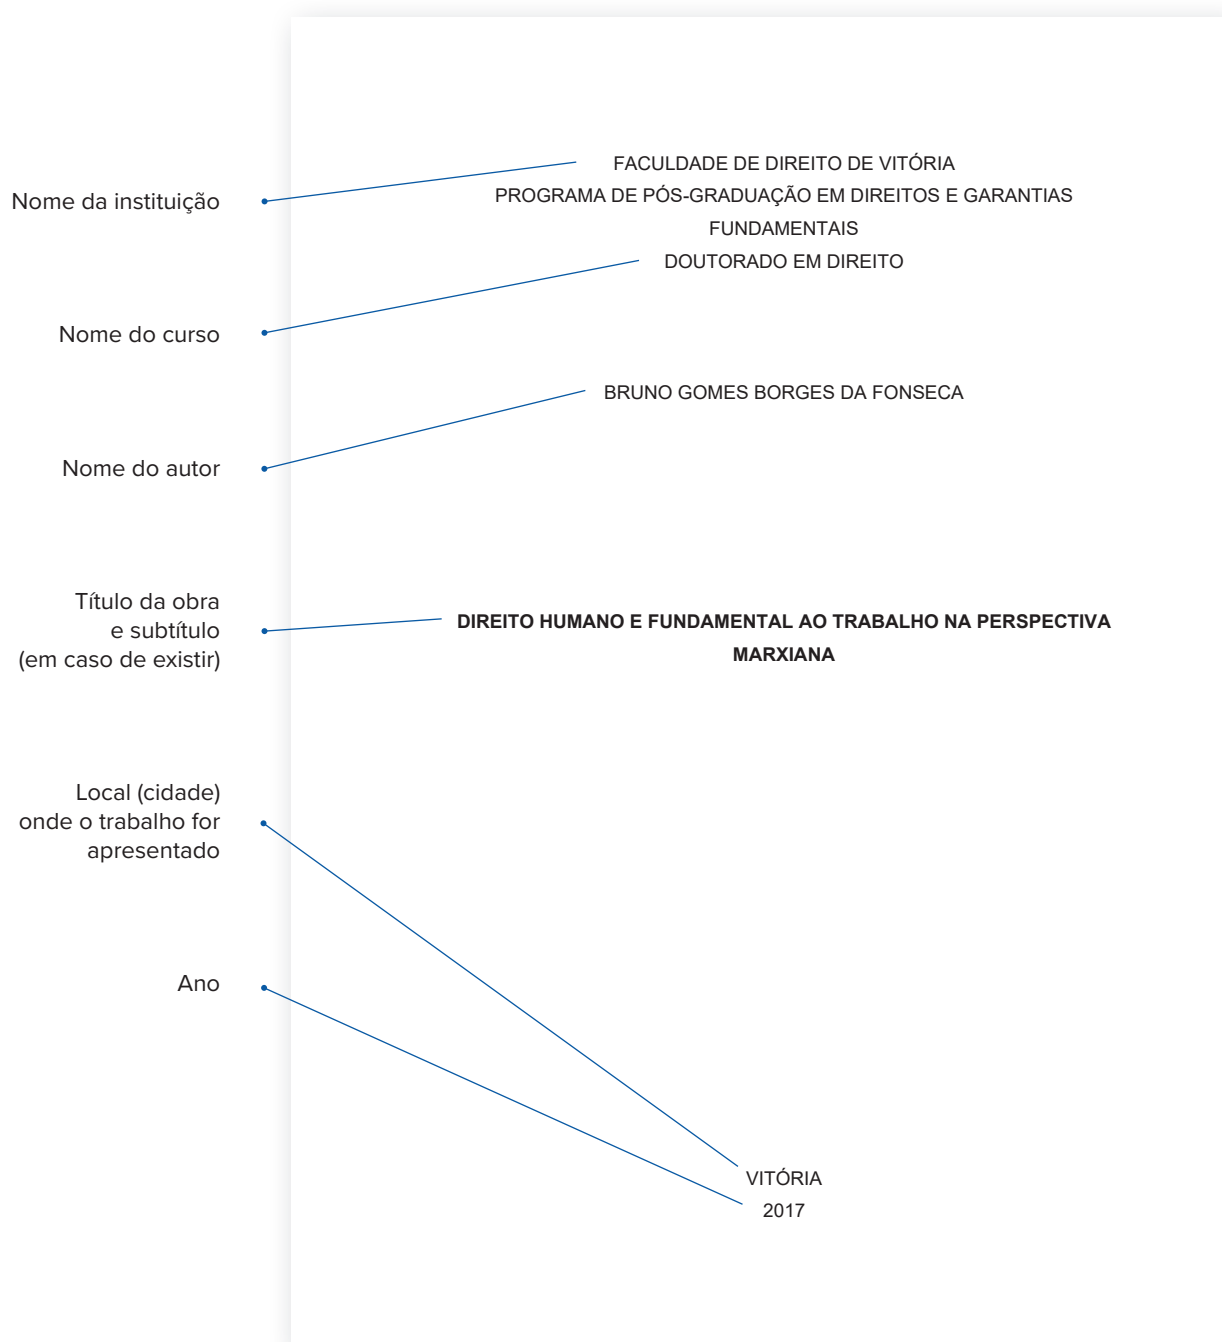 Nome da instituição
FACULDADE DE DIREITO DE VITÓRIA
PROGRAMA DE PÓS-GRADUAÇÃO EM DIREITOS E GARANTIAS
FUNDAMENTAIS
DOUTORADO EM DIREITO
Nome do curso
BRUNO GOMES BORGES DA FONSECA
Nome do autor
Título da obra
e subtítulo
(em caso de existir)
DIREITO HUMANO E FUNDAMENTAL AO TRABALHO NA PERSPECTIVA
MARXIANA
Local (cidade)
onde o trabalho for
apresentado
Ano
VITÓRIA
2017